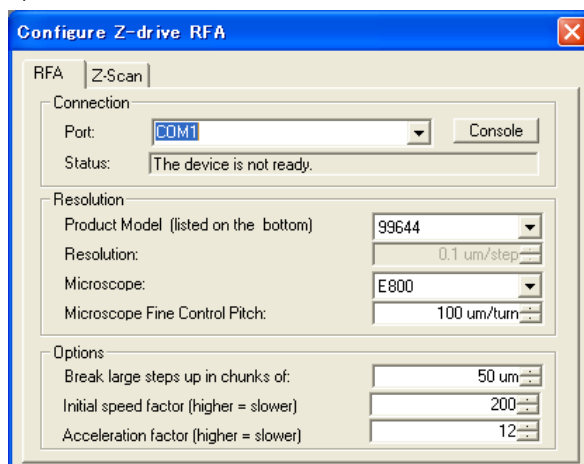 Configure Z-drive RFA
RFA Z-Scan
Connection
Port: COM1 Console
Status: The device is not ready.
Resolution
Product Model (listed on the bottom) 99644
Resolution: 0.1 um/step
Microscope: E800
Microscope Fine Control Pitch: 100 um/turn
Options
Break large steps up in chunks of: 50 um
Initial speed factor (higher = slower) 200
Acceleration factor (higher = slower) 12